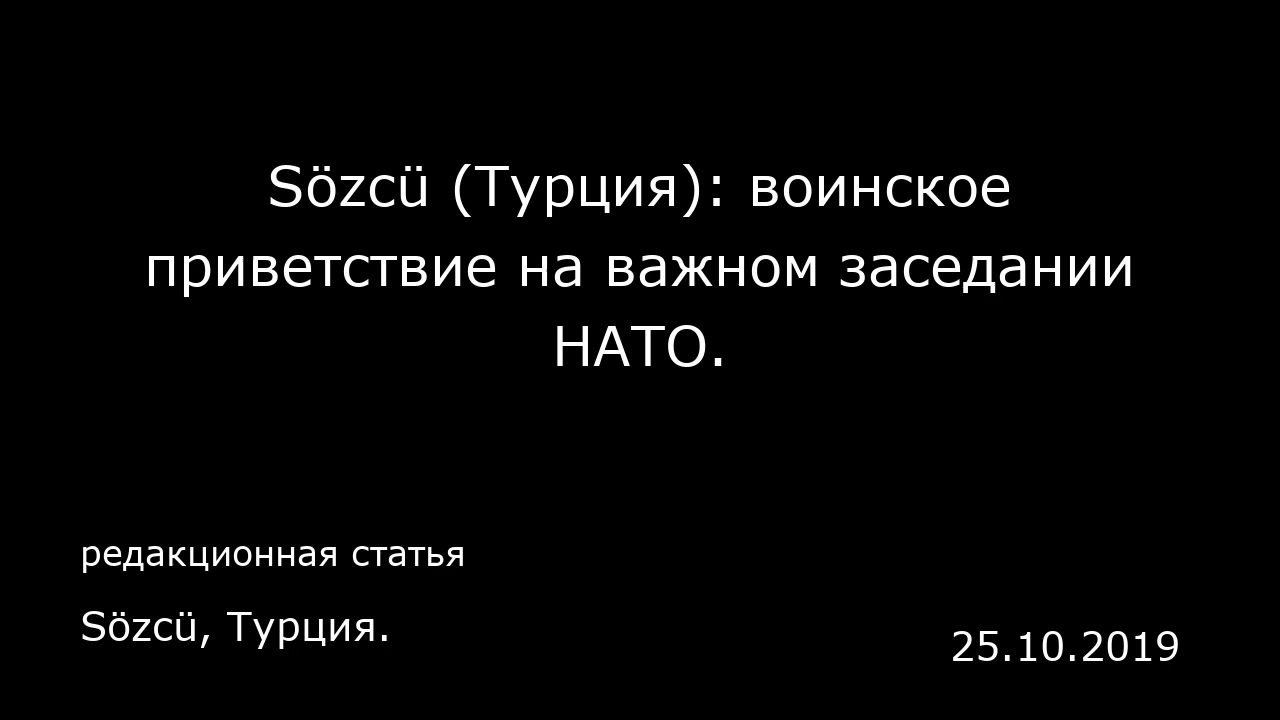 Sözcü (Турция): воинское
приветствие на важном заседании
НАТО.
редакционная статья
Sözcü, Турция.
25.10.2019